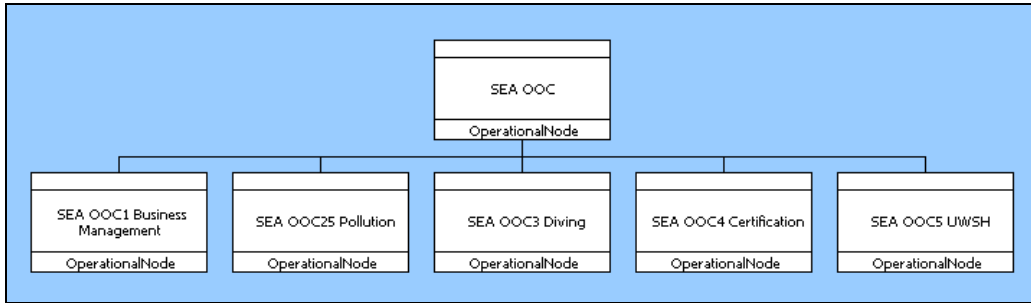 SEA OOC
OperationalNode
SEA OOC1 Business
Management
OperationalNode
SEA OOC25 Pollution
OperationalNode
SEA OOC3 Diving
OperationalNode
SEA OOC4 Certification
OperationalNode
SEA OOC5 UWSH
OperationalNode